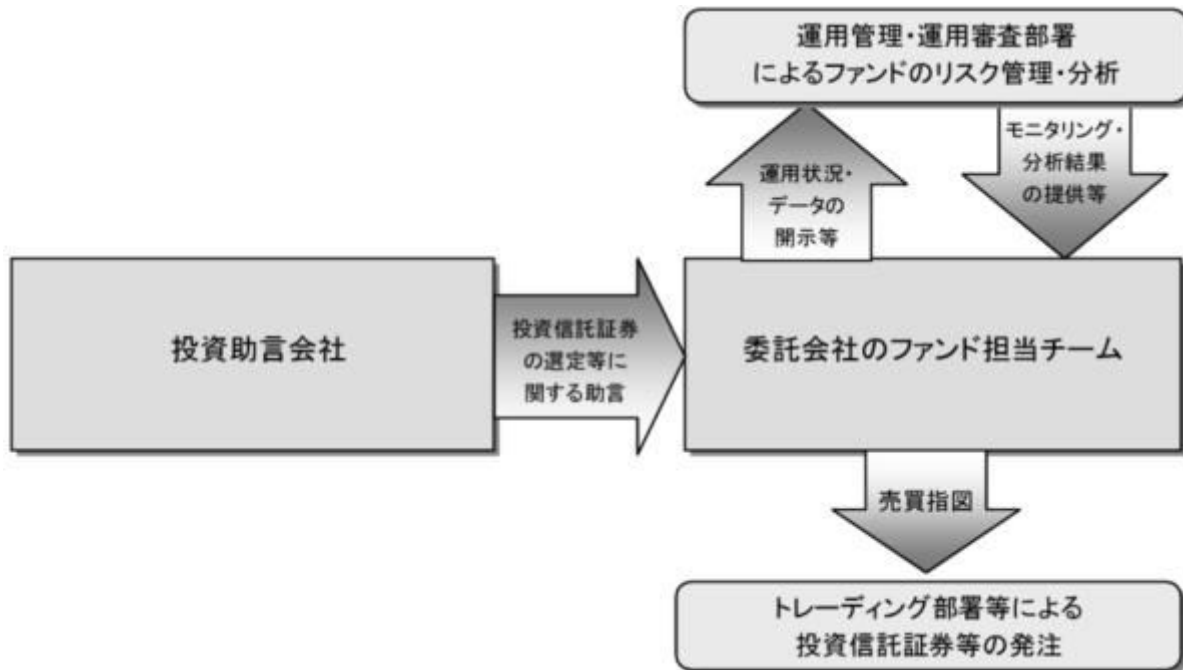 運用管理・運用審査部署
によるファンドのリスク管理・分析
運用状況・
データの
開示等
モニタリング・
分析結果
の提供等
投資助言会社
投資信託証券
の選定等に
関する助言
委託会社のファンド担当チーム
売買指図
トレーディング部署等による
投資信託証券等の発注